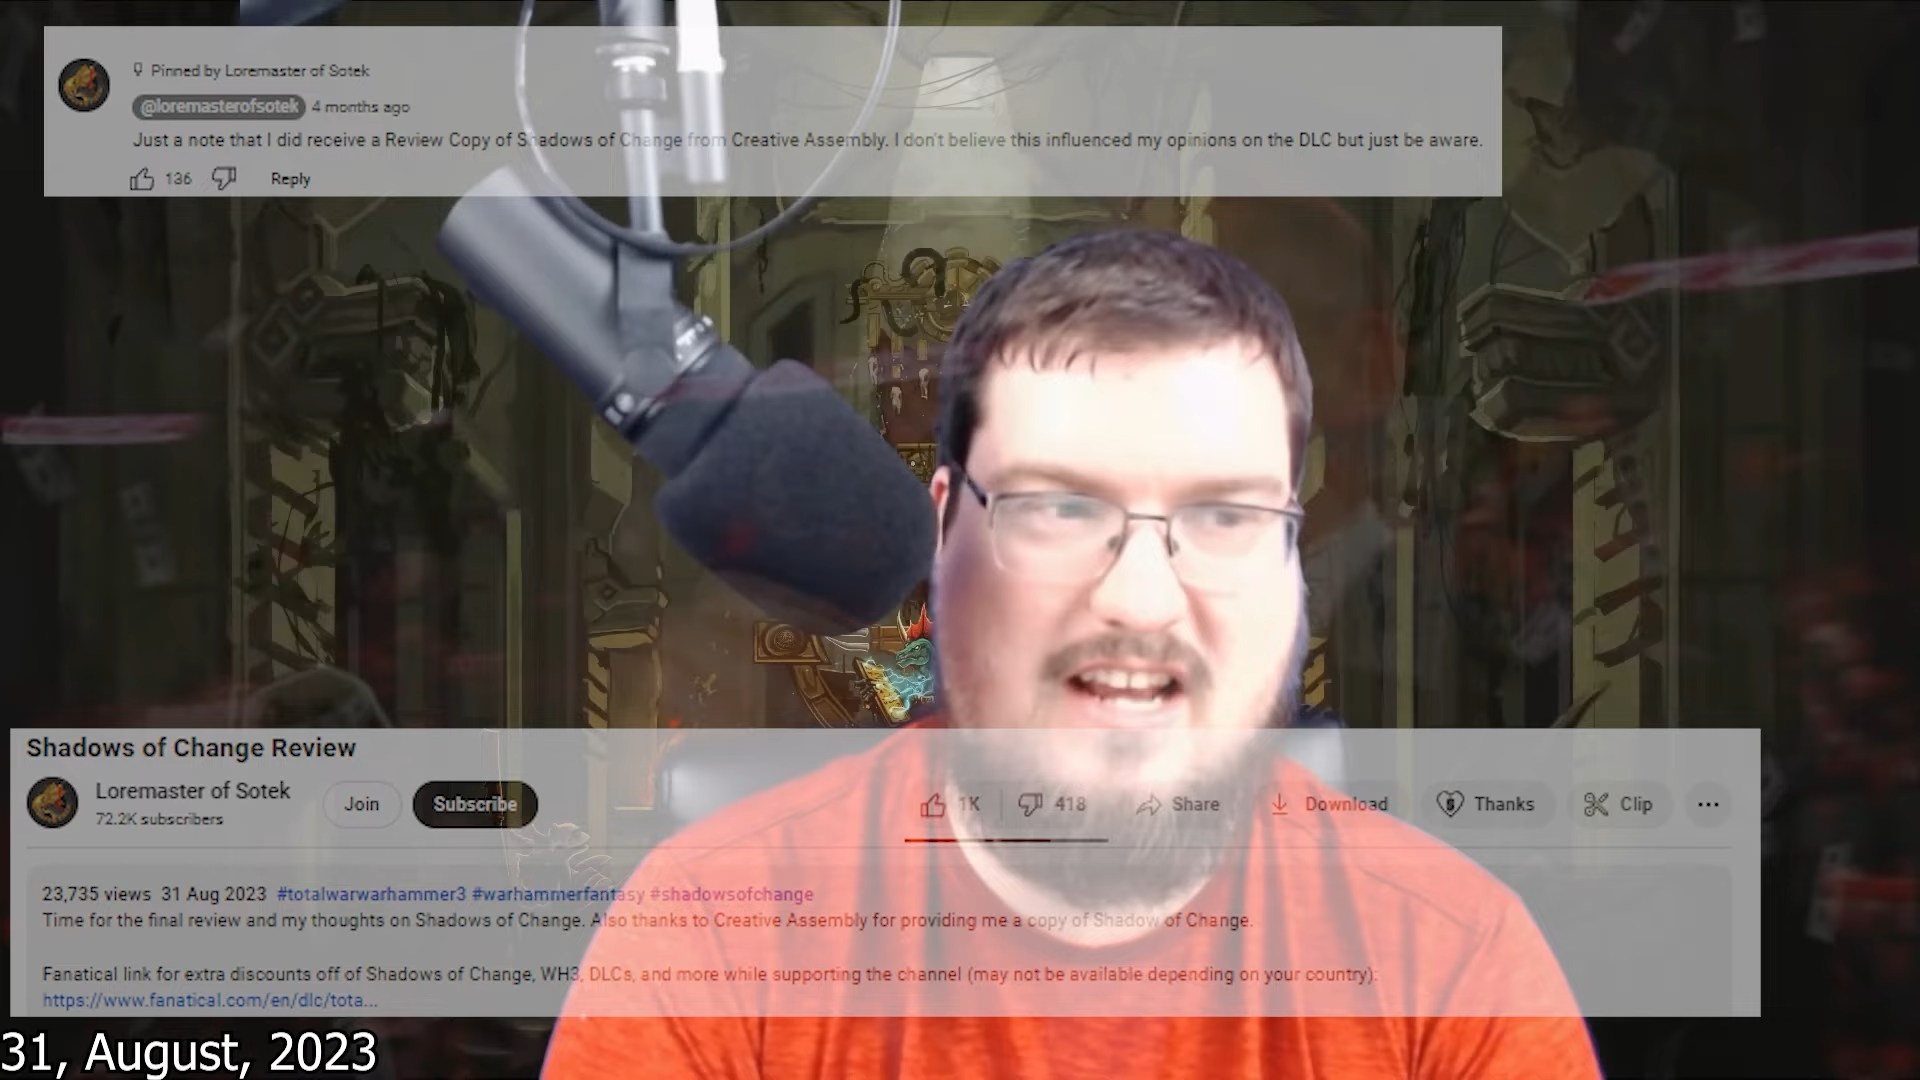 Pinned by Loremaster of Sotek
@loremasterofsotek 4 months ago
Just a note that I did receive a Review Copy of Shadows of Change from Creative Assembly. I don't believe this influenced my opinions on the DLC but just be aware.
136 Reply
Shadows of Change Review
Loremaster of Sotek
72.2K subscribers
Join
Subscribe
1K
418
Share
Download
Thanks
Clip
23,735 views 31 Aug 2023 #totalwarwarhammer3 #warhammerfantasy #shadowsofchange
Time for the final review and my thoughts on Shadows of Change. Also thanks to Creative Assembly for providing me a copy of Shadow of Change.
Fanatical link for extra discounts off of Shadows of Change, WH3, DLCs, and more while supporting the channel (may not be available depending on your country):
https://www.fanatical.com/en/dlc/tota...
31, August, 2023